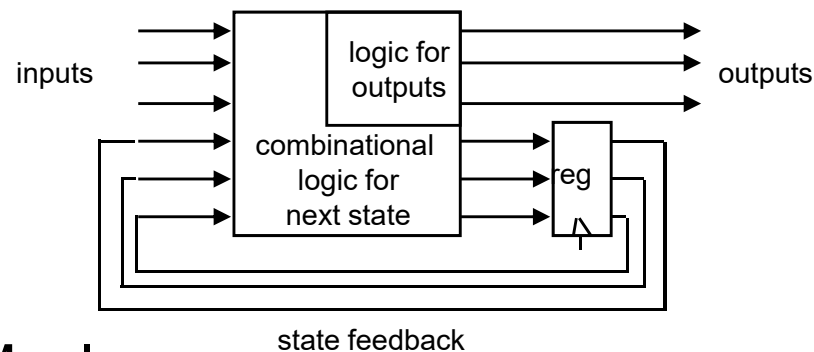 inputs
logic for
outputs
outputs
combinational
logic for
next state
reg
state feedback